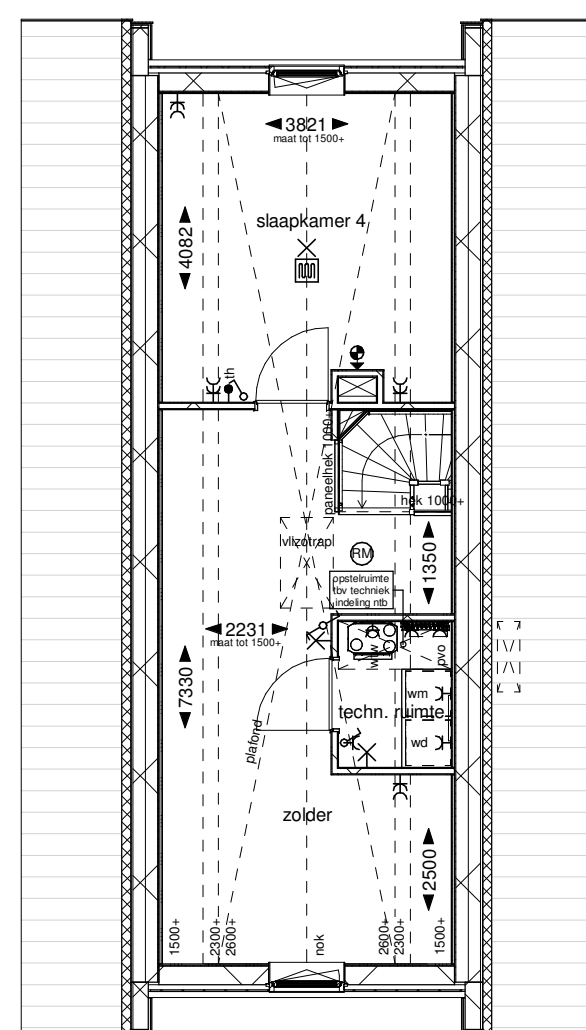 3821
maat tot 1500+
slaapkamer 4
4082
th
paneelhek 1000+
hek 1000+
vlizotrap
RM
1350
opstelruimte
tbv techniek
indeling ntb
2231
maat tot 1500+
wtw
pvo
7330
wm
techn. ruimte
plafond
wd
zolder
2500
1500+
2300+
2600+
nok
2600+
2300+
1500+